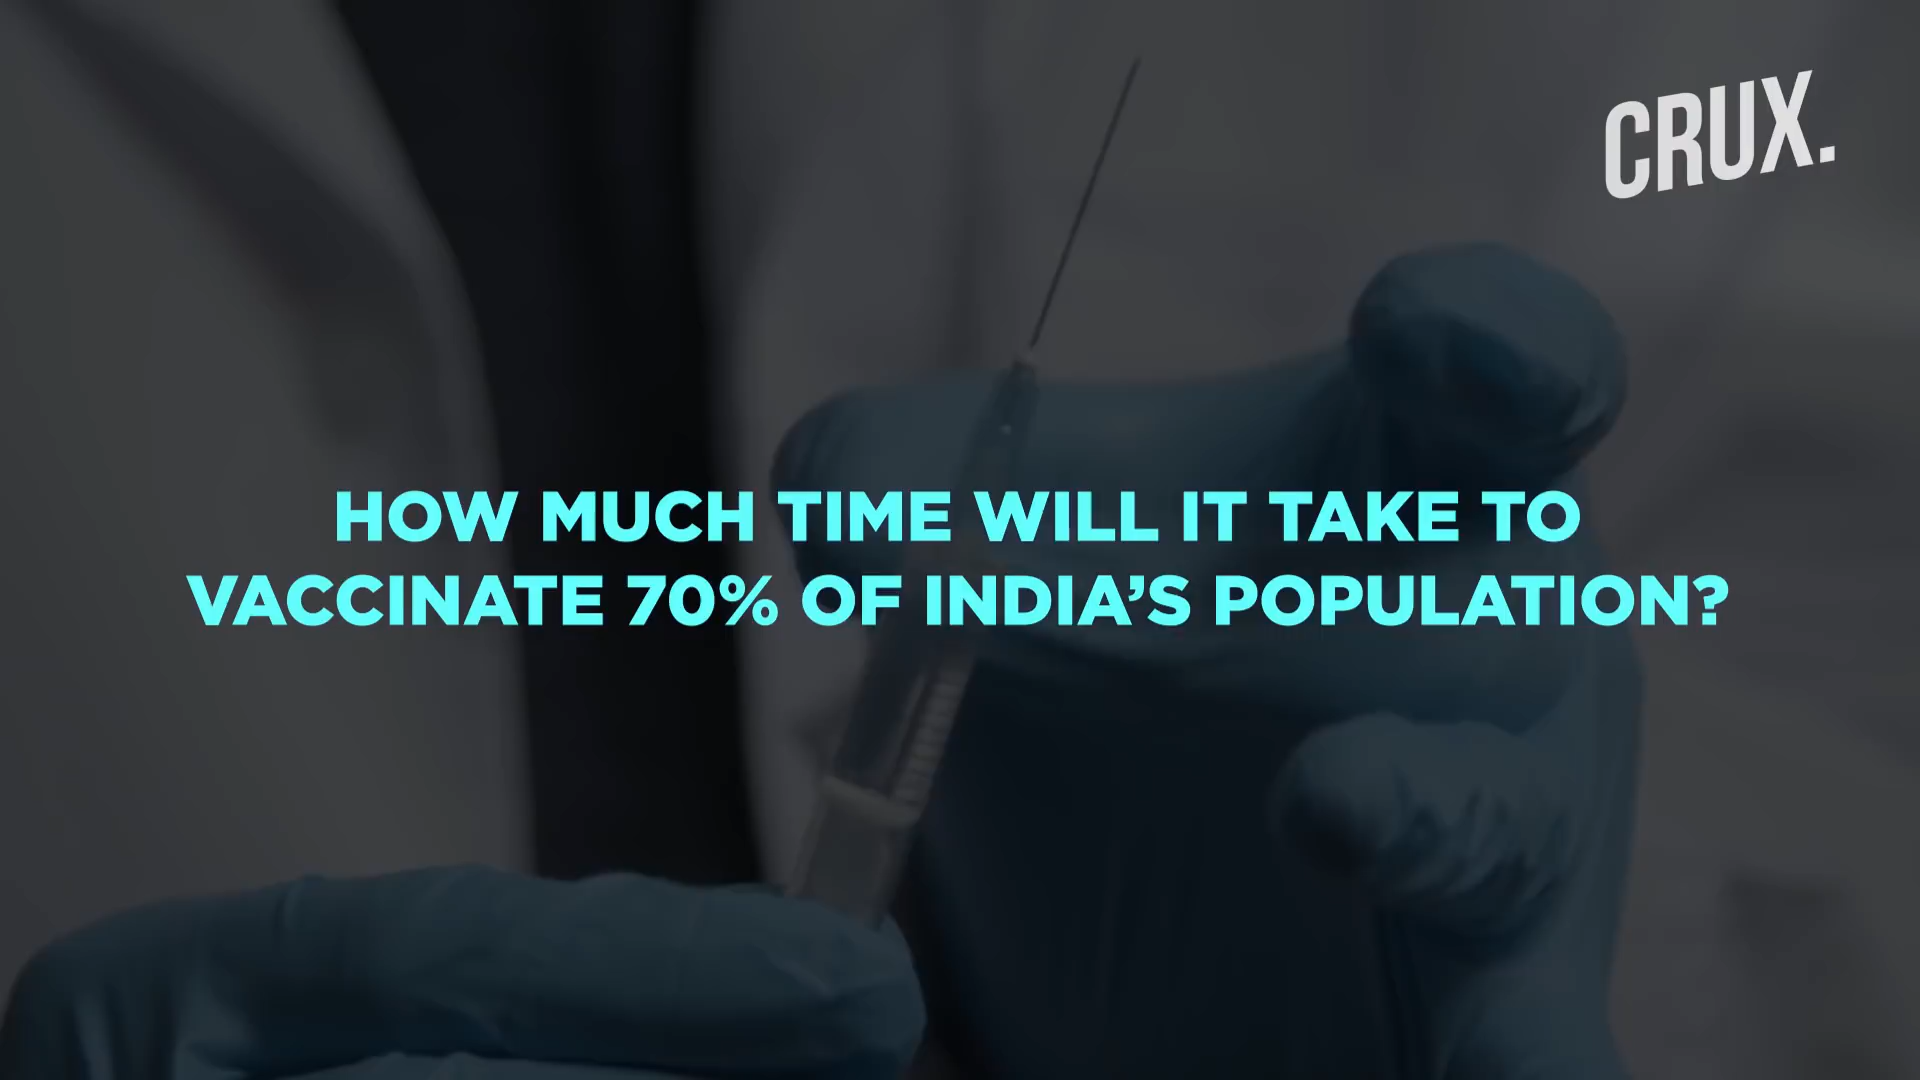 CRUX.
HOW MUCH TIME WILL IT TAKE TO
VACCINATE 70% OF INDIA’S POPULATION?